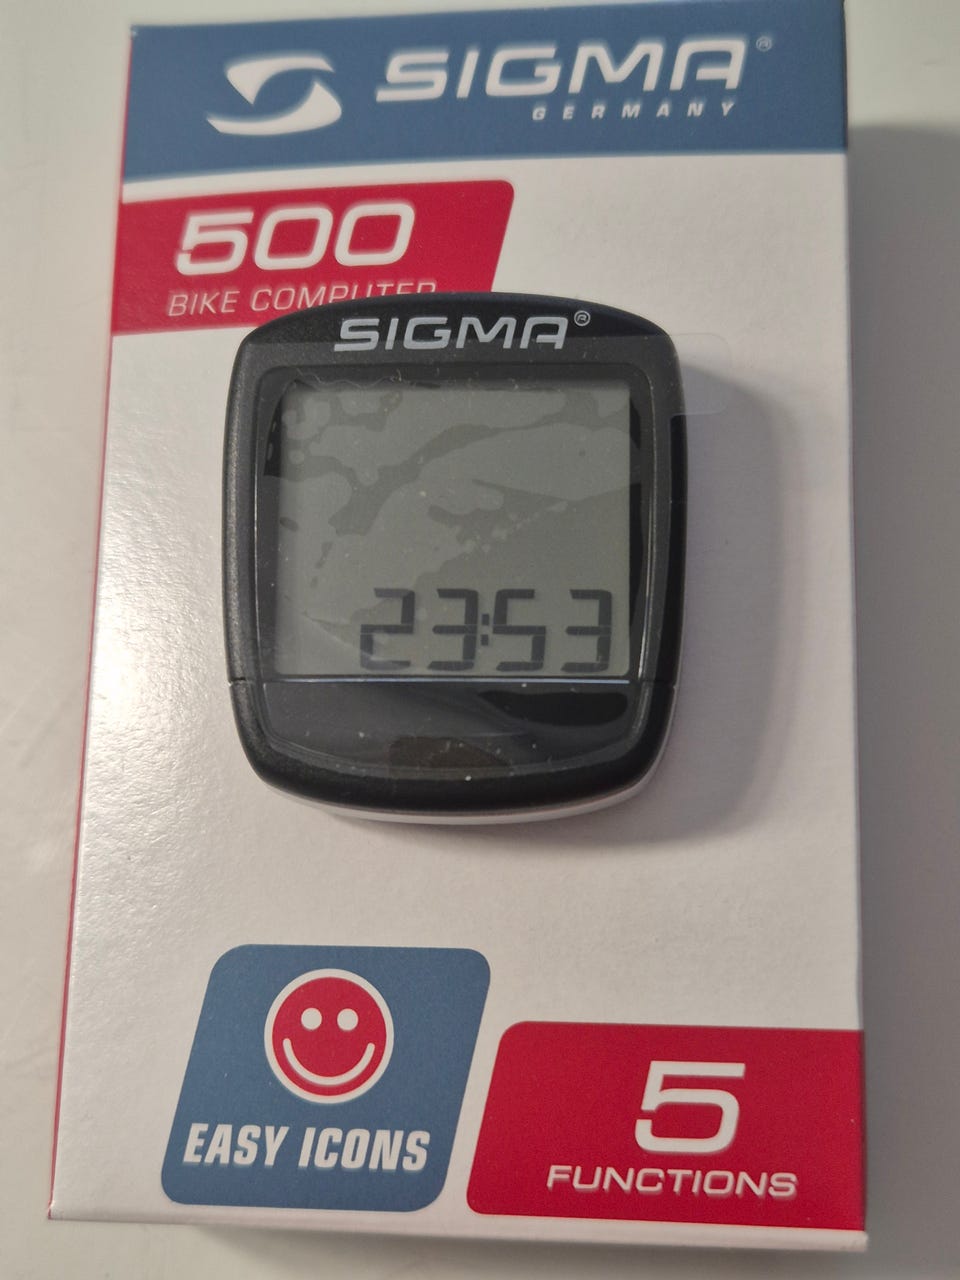 SIGMA®
GERMANY
500
BIKE COMPUTER
SIGMA®
23:53
EASY ICONS
5
FUNCTIONS